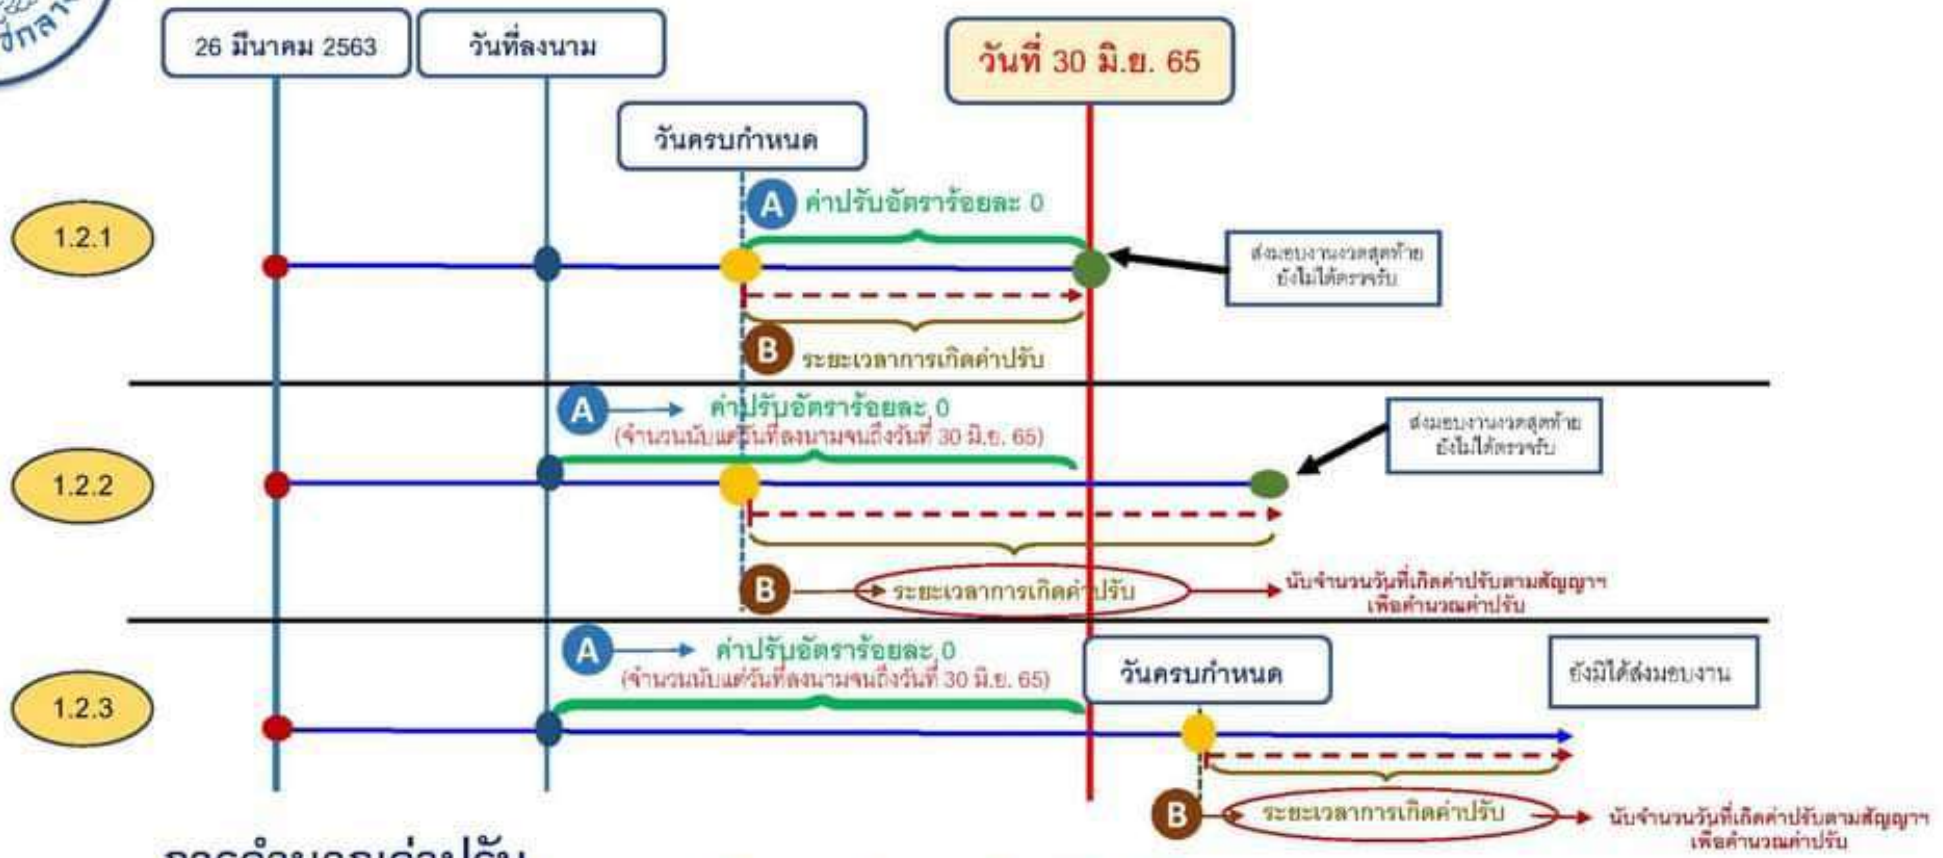 26 มีนาคม 2563
วันที่ลงนาม
วันที่ 30 มิ.ย. 65
วันครบกำหนด
A ค่าปรับอัตราร้อยละ 0
1.2.1
ส่งมอบงานงวดสุดท้าย
ยังไม่ได้ตรวจรับ
B ระยะเวลาการเกิดค่าปรับ
A ค่าปรับอัตราร้อยละ 0
(จำนวนนับแต่วันที่ลงนามจนถึงวันที่ 30 มิ.ย. 65)
ส่งมอบงานงวดสุดท้าย
ยังไม่ได้ตรวจรับ
1.2.2
B ระยะเวลาการเกิดค่าปรับ
นับจำนวนวันที่เกิดค่าปรับตามสัญญาฯ
เพื่อคำนวณค่าปรับ
A ค่าปรับอัตราร้อยละ 0
(จำนวนนับแต่วันที่ลงนามจนถึงวันที่ 30 มิ.ย. 65)
วันครบกำหนด
ยังมิได้ส่งมอบงาน
1.2.3
B ระยะเวลาการเกิดค่าปรับ
นับจำนวนวันที่เกิดค่าปรับตามสัญญาฯ
เพื่อคำนวณค่าปรับ
การคำนวณค่าปรับ